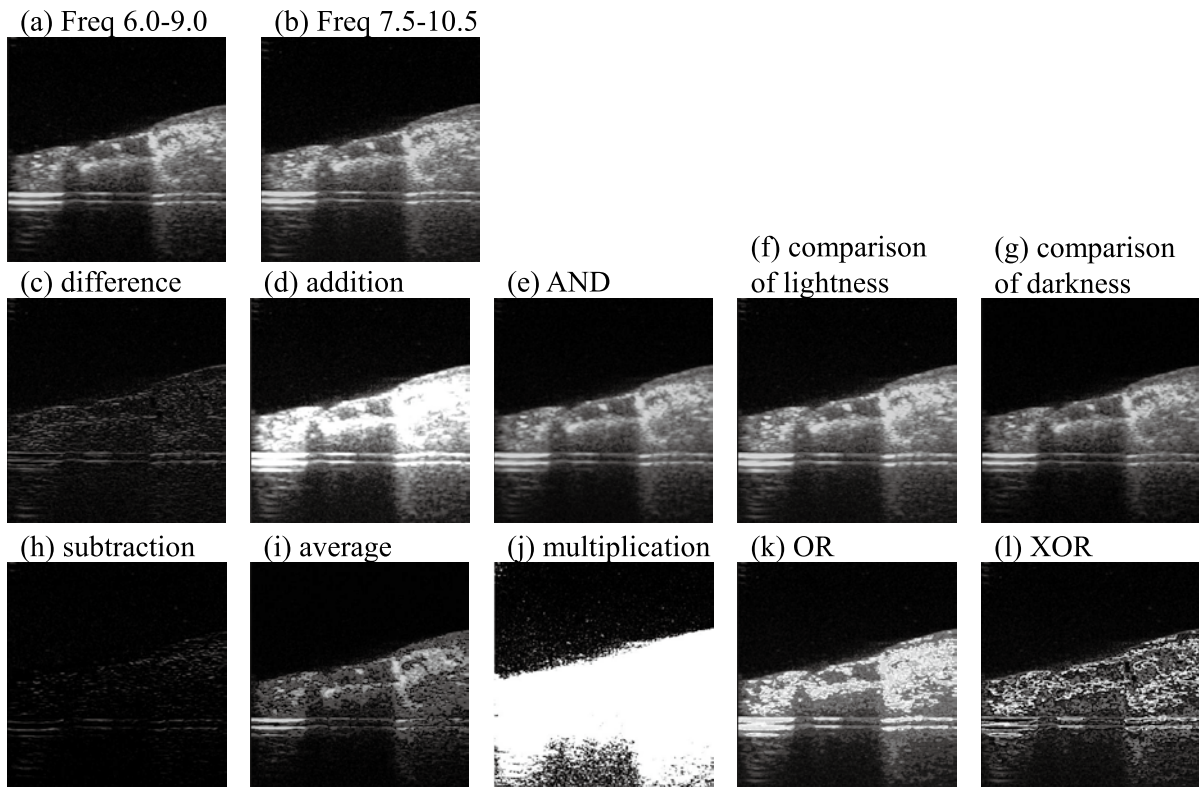 (a) Freq 6.0-9.0
(b) Freq 7.5-10.5
(c) difference
(d) addition
(e) AND
(f) comparison
of lightness
(g) comparison
of darkness
(h) subtraction
(i) average
(j) multiplication
(k) OR
(l) XOR